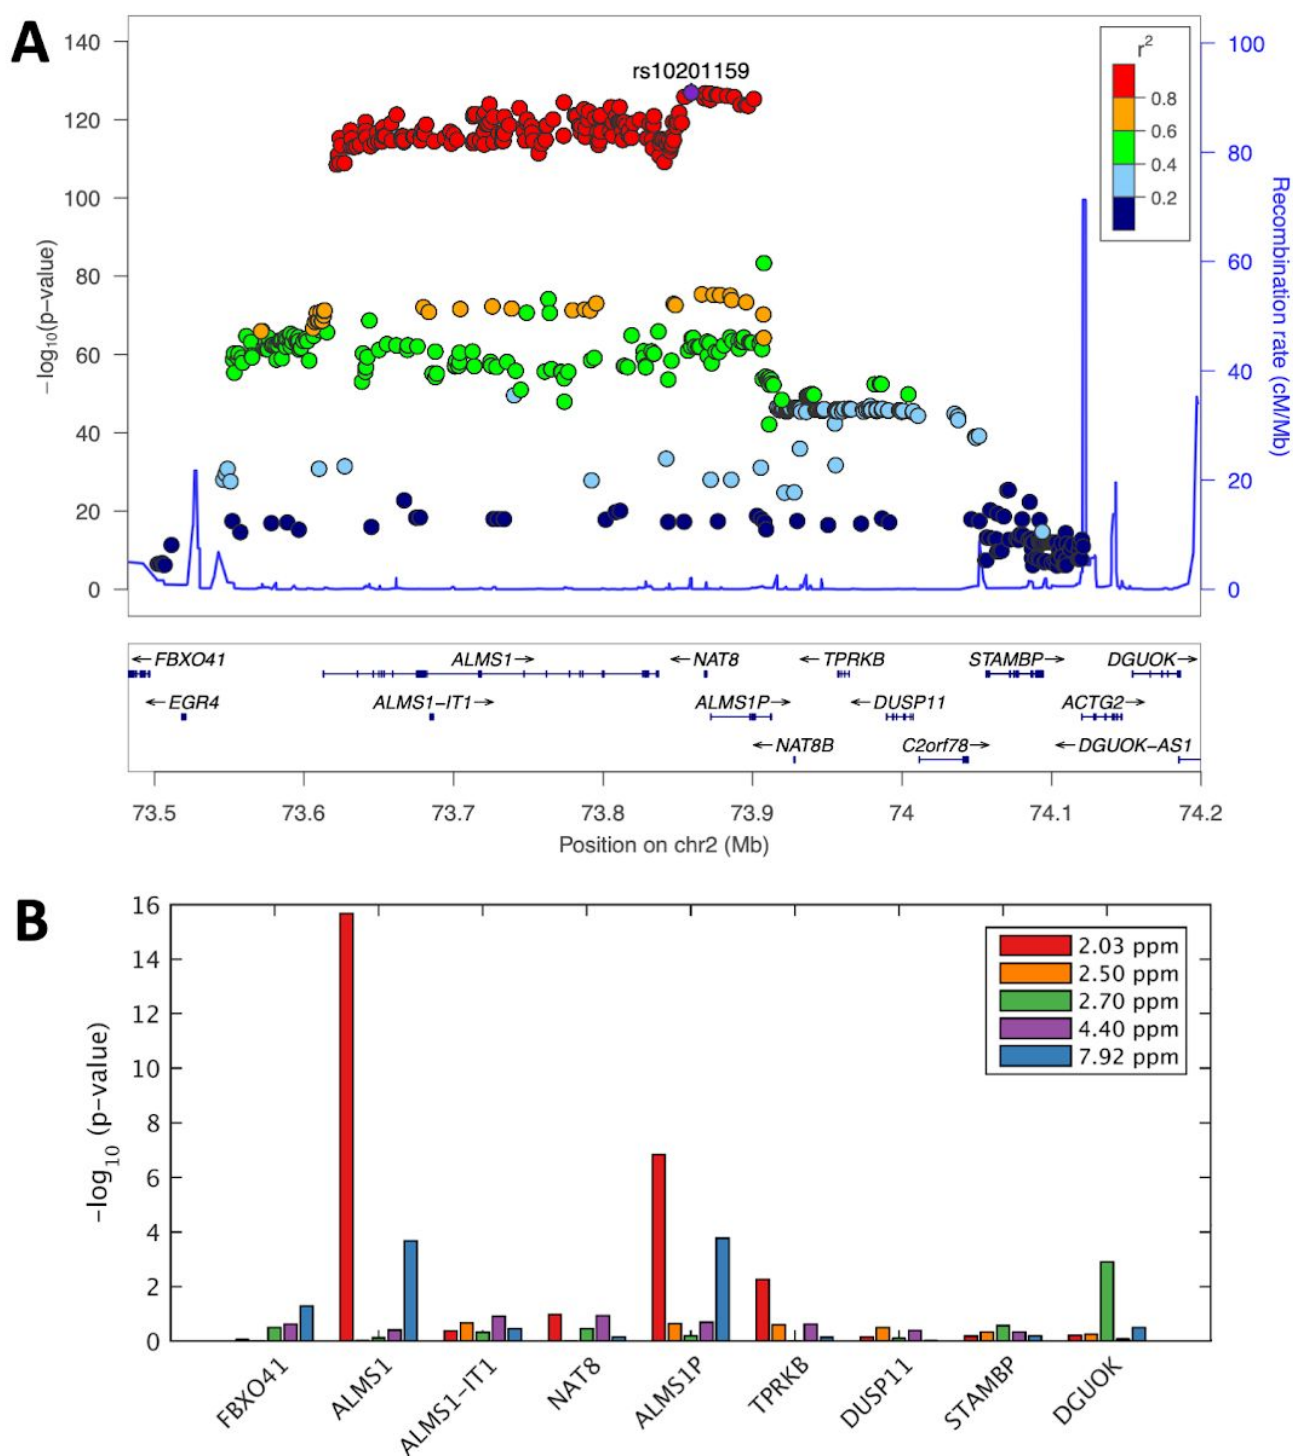 A
rs10201159
r2
0.8
0.6
0.4
0.2
140
120
100
80
60
40
20
0
−log10(p−value)
100
80
60
40
20
0
Recombination rate (cM/Mb)
←FBXO41 ALMS1→ ←NAT8 ←TPRKB STAMBP→ DGUOK→
←EGR4 ALMS1−IT1→ ALMS1P→ ←DUSP11 ACTG2→
←NAT8B C2orf78→ ←DGUOK−AS1
73.5 73.6 73.7 73.8 73.9 74 74.1 74.2
Position on chr2 (Mb)
B
16
14
12
10
8
6
4
2
0
−log10 (p−value)
2.03 ppm
2.50 ppm
2.70 ppm
4.40 ppm
7.92 ppm
FBXO41 ALMS1 ALMS1−IT1 NAT8 ALMS1P TPRKB DUSP11 STAMBP DGUOK